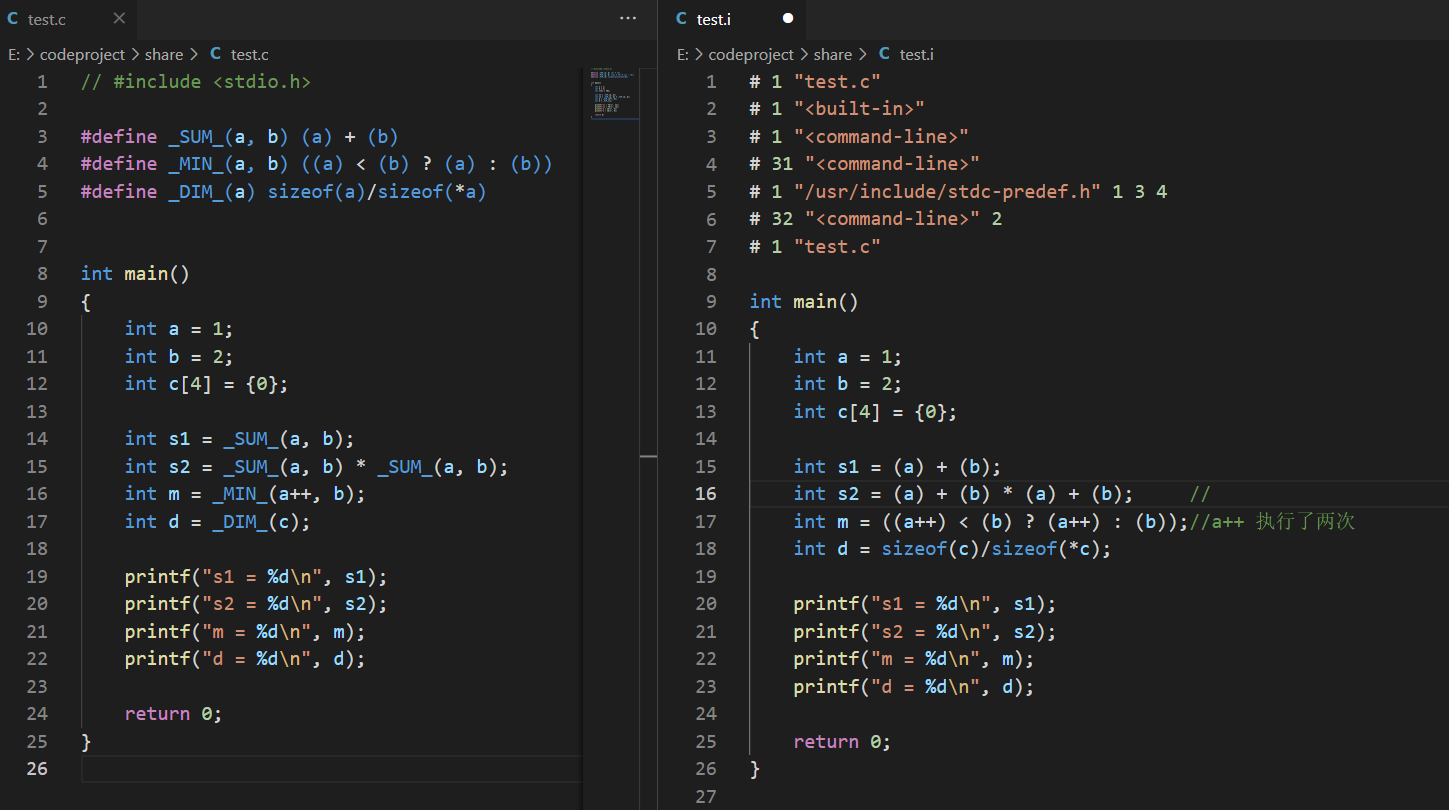 C test.c ×
···
E: > codeproject > share > C test.c
1 // #include <stdio.h>
2
3 #define _SUM_(a, b) (a) + (b)
4 #define _MIN_(a, b) ((a) < (b) ? (a) : (b))
5 #define _DIM_(a) sizeof(a)/sizeof(*a)
6
7
8 int main()
9 {
10     int a = 1;
11     int b = 2;
12     int c[4] = {0};
13
14     int s1 = _SUM_(a, b);
15     int s2 = _SUM_(a, b) * _SUM_(a, b);
16     int m = _MIN_(a++, b);
17     int d = _DIM_(c);
18
19     printf("s1 = %d\n", s1);
20     printf("s2 = %d\n", s2);
21     printf("m = %d\n", m);
22     printf("d = %d\n", d);
23
24     return 0;
25 }
26
C test.i ●
E: > codeproject > share > C test.i
1 # 1 "test.c"
2 # 1 "<built-in>"
3 # 1 "<command-line>"
4 # 31 "<command-line>"
5 # 1 "/usr/include/stdc-predef.h" 1 3 4
6 # 32 "<command-line>" 2
7 # 1 "test.c"
8
9 int main()
10 {
11     int a = 1;
12     int b = 2;
13     int c[4] = {0};
14
15     int s1 = (a) + (b);
16     int s2 = (a) + (b) * (a) + (b);     //
17     int m = ((a++) < (b) ? (a++) : (b));//a++ 执行了两次
18     int d = sizeof(c)/sizeof(*c);
19
20     printf("s1 = %d\n", s1);
21     printf("s2 = %d\n", s2);
22     printf("m = %d\n", m);
23     printf("d = %d\n", d);
24
25     return 0;
26 }
27